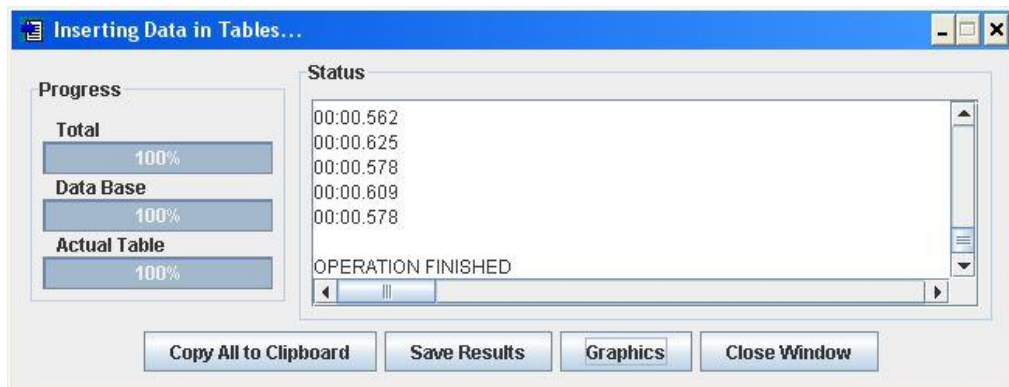 Inserting Data in Tables...
Progress
Total
100%
Data Base
100%
Actual Table
100%
Status
00:00.562
00:00.625
00:00.578
00:00.609
00:00.578
OPERATION FINISHED
Copy All to Clipboard
Save Results
Graphics
Close Window